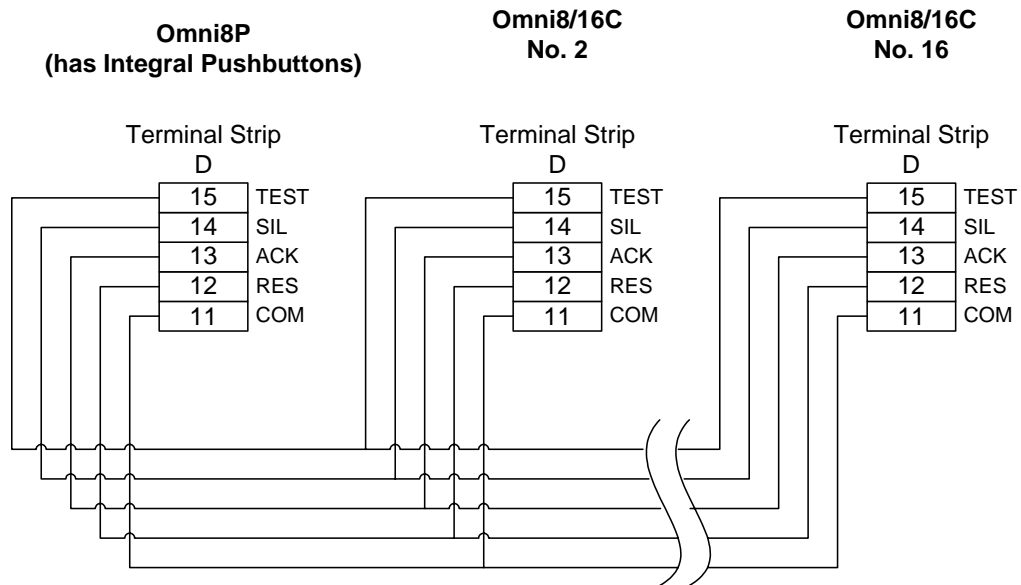 Omni8P
(has Integral Pushbuttons)
Omni8/16C
No. 2
Omni8/16C
No. 16
Terminal Strip
D
15 TEST
14 SIL
13 ACK
12 RES
11 COM
Terminal Strip
D
15 TEST
14 SIL
13 ACK
12 RES
11 COM
Terminal Strip
D
15 TEST
14 SIL
13 ACK
12 RES
11 COM